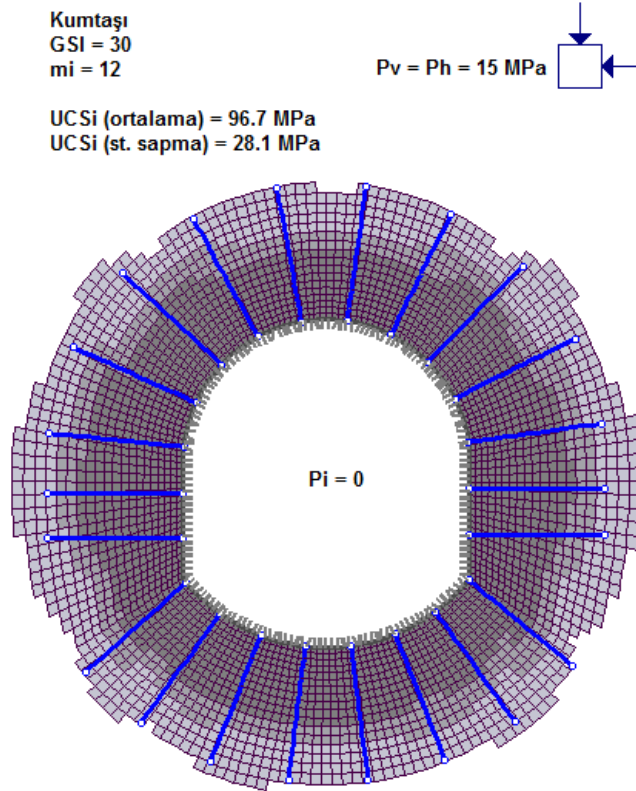 Kumtaşı
GSI = 30
mi = 12
Pv = Ph = 15 MPa
UCSi (ortalama) = 96.7 MPa
UCSi (st. sapma) = 28.1 MPa
Pi = 0